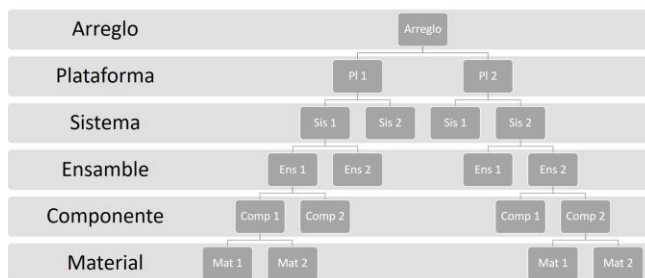 Arreglo
Arreglo
Plataforma
Pl 1
Pl 2
Sistema
Sis 1
Sis 2
Sis 1
Sis 2
Ensamble
Ens 1
Ens 2
Ens 1
Ens 2
Componente
Comp 1
Comp 2
Comp 1
Comp 2
Material
Mat 1
Mat 2
Mat 1
Mat 2